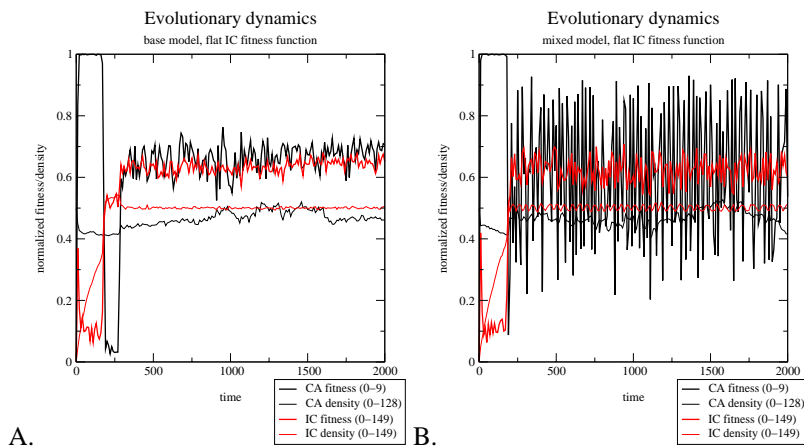 Evolutionary dynamics
base model, flat IC fitness function
normalized fitness/density
1
0.8
0.6
0.4
0.2
0
0
500
1000
1500
2000
time
CA fitness (0−9)
CA density (0−128)
IC fitness (0−149)
IC density (0−149)
A.
Evolutionary dynamics
mixed model, flat IC fitness function
normalized fitness/density
1
0.8
0.6
0.4
0.2
0
0
500
1000
1500
2000
time
CA fitness (0−9)
CA density (0−128)
IC fitness (0−149)
IC density (0−149)
B.